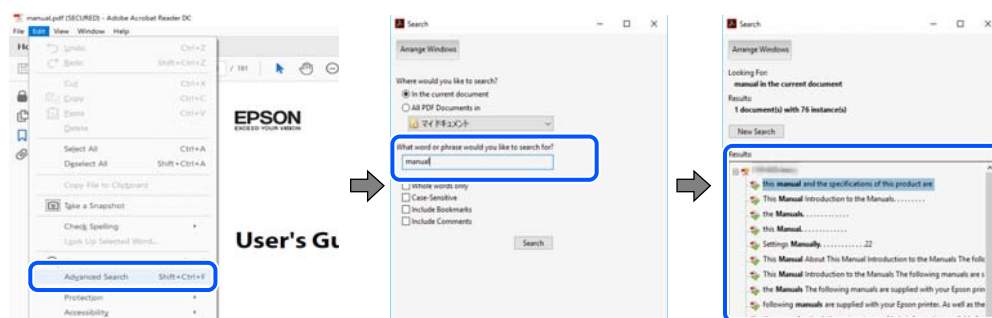 manual.pdf (SECURED) - Adobe Acrobat Reader DC
File Edit View Window Help
Undo Ctrl+Z
Shift+Ctrl+Z
Cut Ctrl+X
Copy Ctrl+C
Paste Ctrl+V
Delete
Select All Ctrl+A
Deselect All Shift+Ctrl+A
Copy File to Clipboard
Take a Snapshot
Check Spelling
Look Up Selected Word...
Advanced Search Shift+Ctrl+F
Protection
Accessibility
/ 181
EPSON
EXCEED YOUR VISION
User's Gu
Search
Arrange Windows
Where would you like to search?
In the current document
All PDF Documents in
マイ ドキュメント
What word or phrase would you like to search for?
manual
Whole words only
Case-Sensitive
Include Bookmarks
Include Comments
Search
Search
Arrange Windows
Looking For:
manual in the current document
Results:
1 document(s) with 76 instance(s)
New Search
Results:
this manual and the specifications of this product are
This Manual Introduction to the Manuals. . . . . . . . .
the Manuals. . . . . . . . . . . .
this Manual. . . . . . . . . . . .
Settings Manually. . . . . . . . . . . .22
This Manual About This Manual Introduction to the Manuals The follo
This Manual Introduction to the Manuals The following manuals are s
the Manuals The following manuals are supplied with your Epson prin
following manuals are supplied with your Epson printer. As well as the